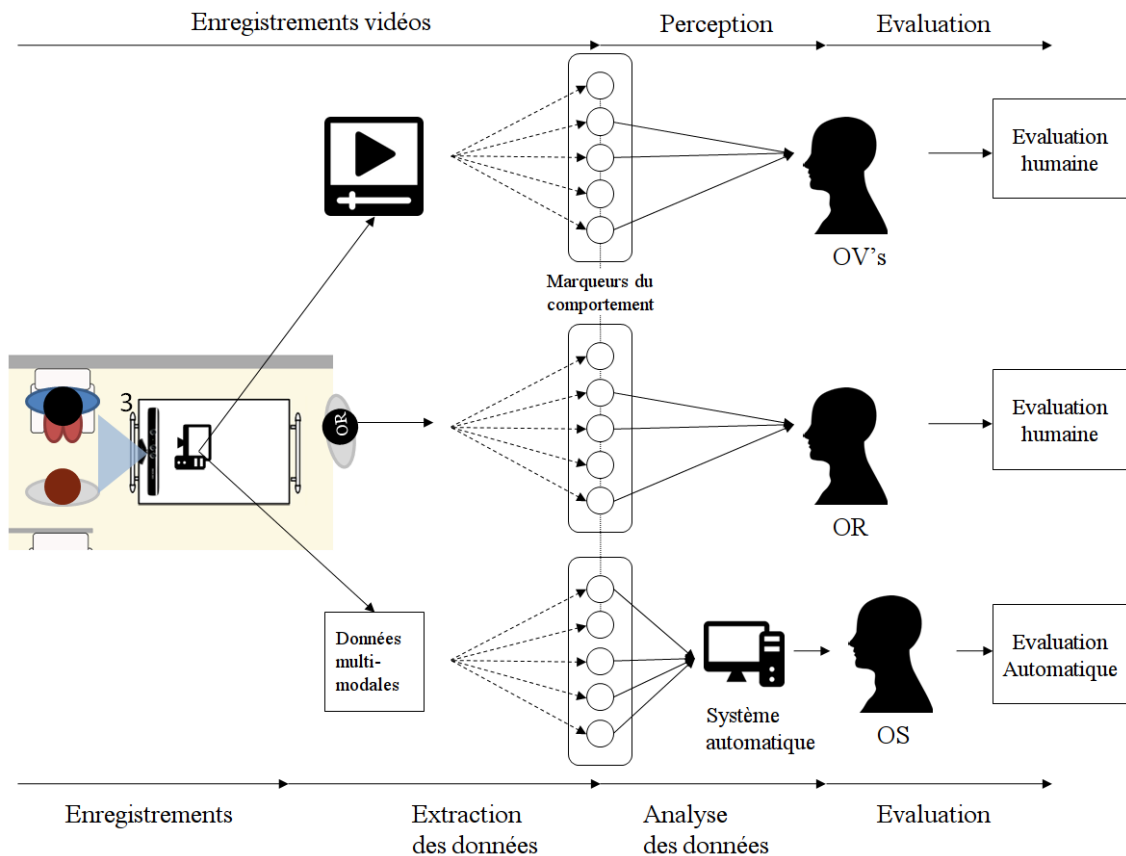 Enregistrements vidéos
Perception
Evaluation
Evaluation
humaine
OV's
Marqueurs du
comportement
3
OR
Evaluation
humaine
OR
Données
multi-
modales
Système
automatique
OS
Evaluation
Automatique
Enregistrements
Extraction
des données
Analyse
des données
Evaluation